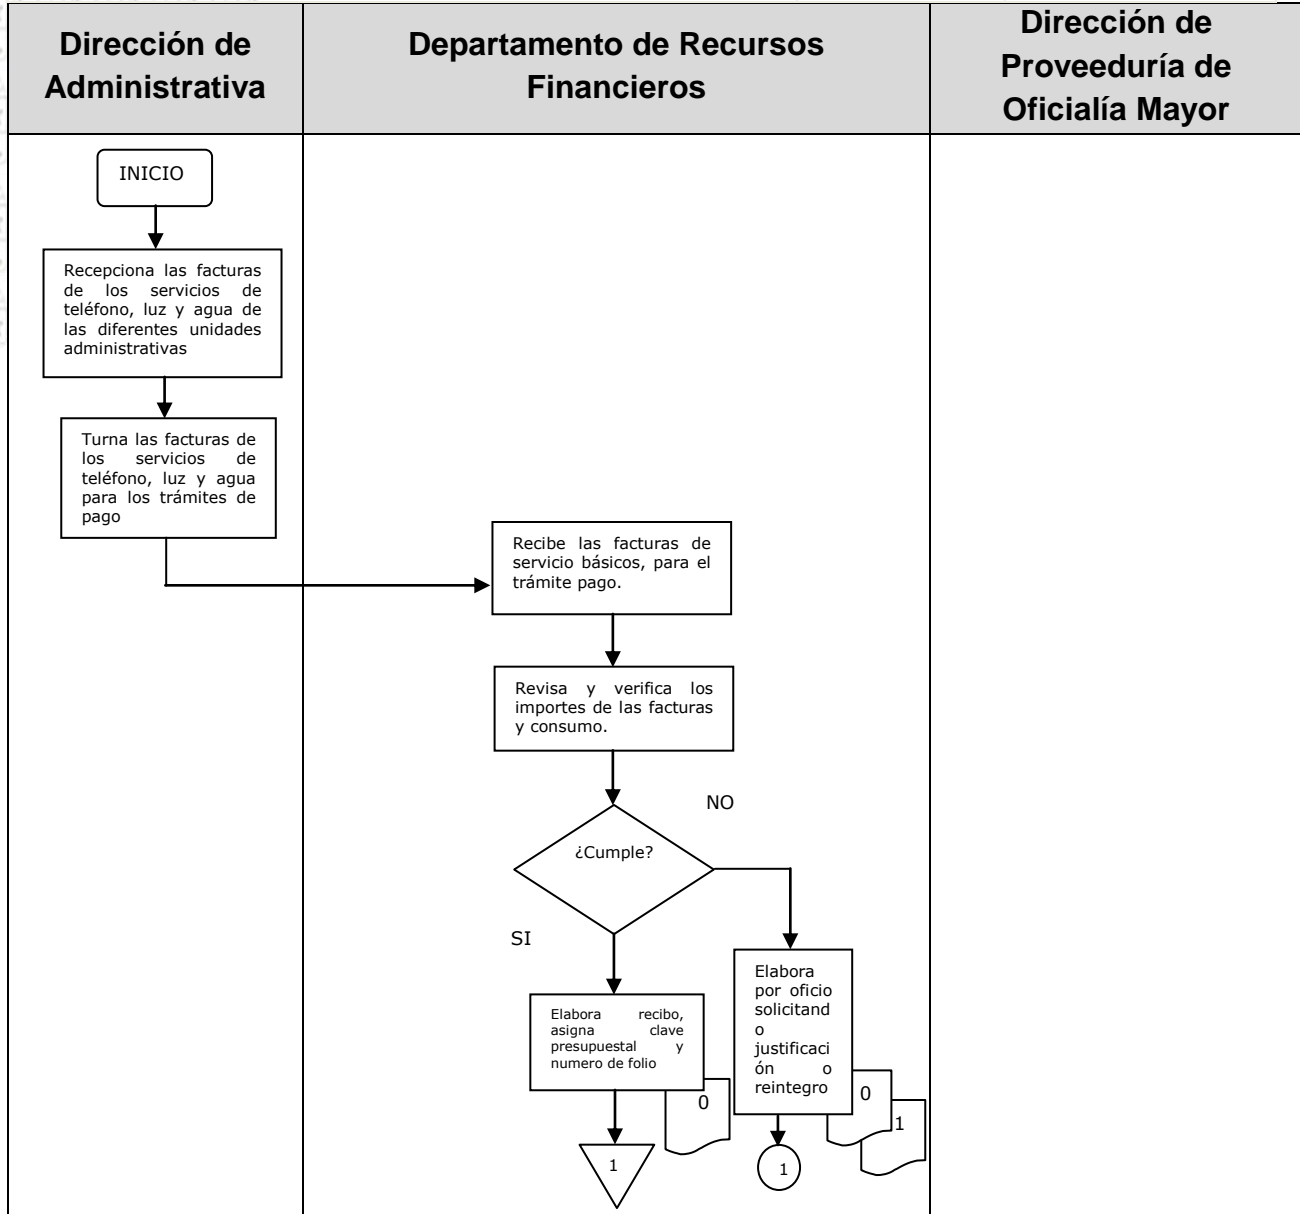 Dirección de
Administrativa
Departamento de Recursos
Financieros
Dirección de
Proveeduría de
Oficialía Mayor
INICIO
Recepciona las facturas
de los servicios de
teléfono, luz y agua de
las diferentes unidades
administrativas
Turna las facturas de
los servicios de
teléfono, luz y agua
para los trámites de
pago
Recibe las facturas de
servicio básicos, para el
trámite pago.
Revisa y verifica los
importes de las facturas
y consumo.
NO
¿Cumple?
SI
Elabora recibo,
asigna clave
presupuestal y
numero de folio
0
1
Elabora
por oficio
solicitand
o
justificaci
ón o
reintegro
0
1
1